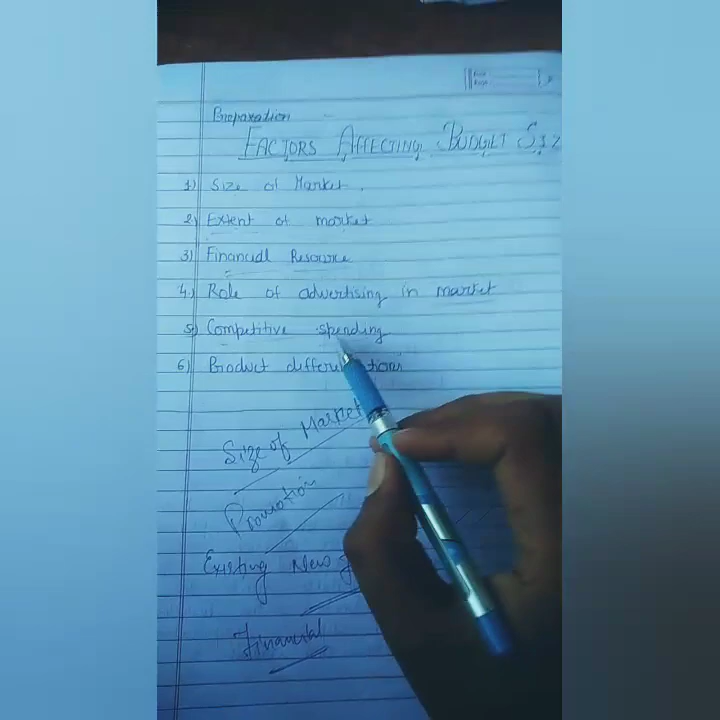 Preparation
FACTORS AFFECTING BUDGET SIZ
1) Size of Market.
2) Extent of market
3) Financial Resource
4.) Role of advertising in market
5) Competitive spending
6) Product
Size of Market
Promotion
Existing New
Financial